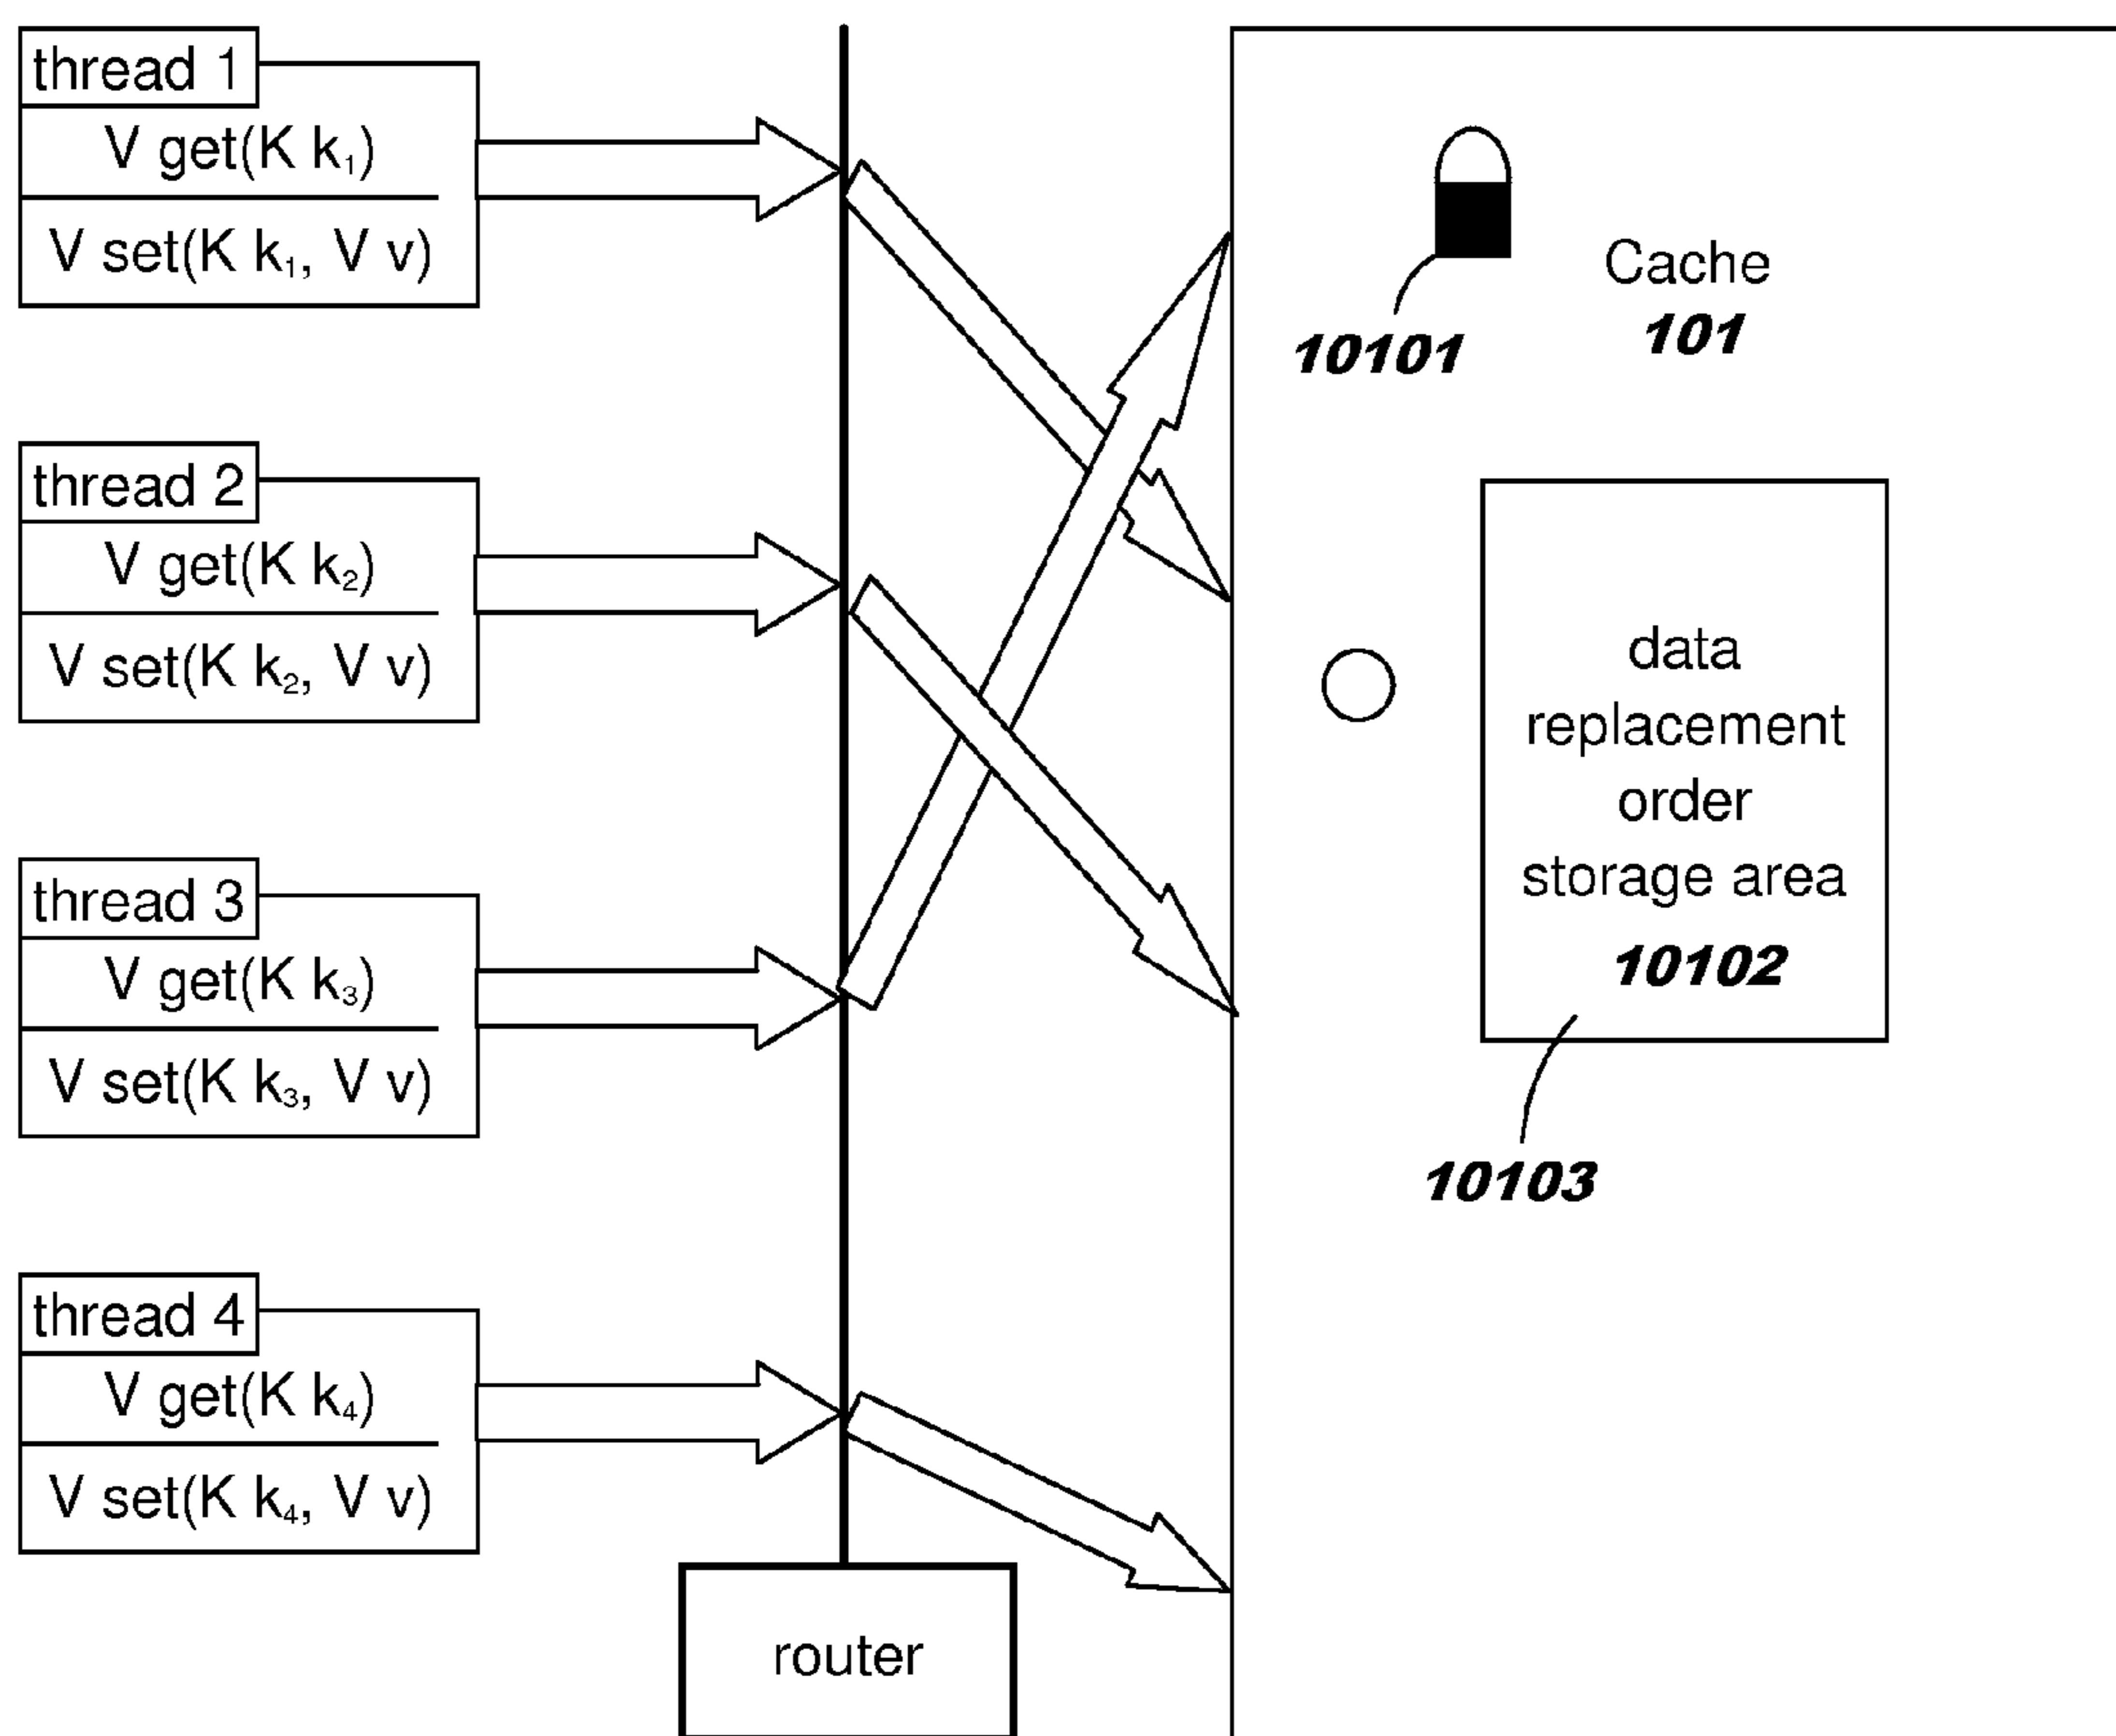 thread 1
V get(K k₁)
V set(K k₁, V v)
thread 2
V get(K k₂)
V set(K k₂, V v)
thread 3
V get(K k₃)
V set(K k₃, V v)
thread 4
V get(K k₄)
V set(K k₄, V v)
router
Cache
101
10101
data
replacement
order
storage area
10102
10103